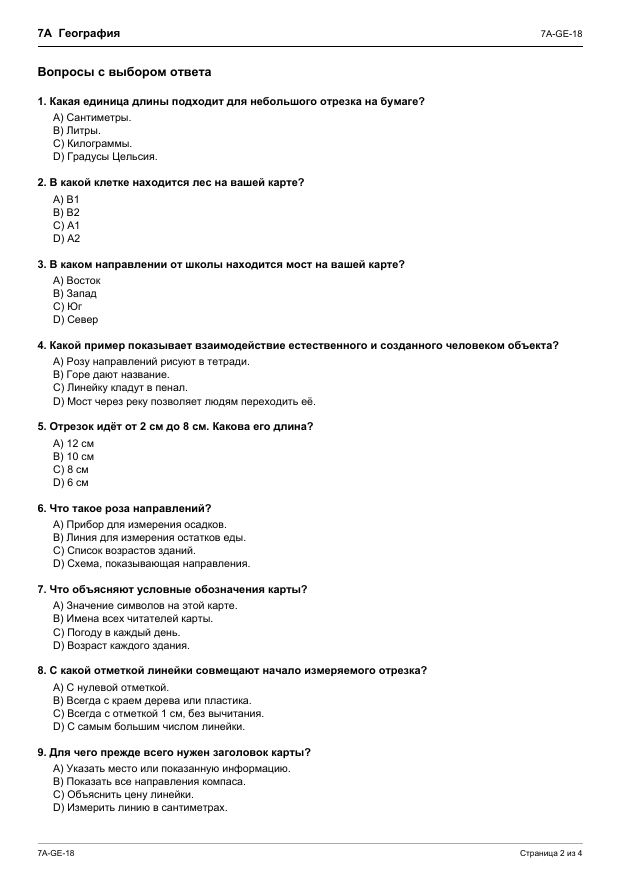 7A География
7A-GE-18
Вопросы с выбором ответа
1. Какая единица длины подходит для небольшого отрезка на бумаге?
A) Сантиметры.
B) Литры.
C) Килограммы.
D) Градусы Цельсия.
2. В какой клетке находится лес на вашей карте?
A) B1
B) B2
C) A1
D) A2
3. В каком направлении от школы находится мост на вашей карте?
A) Восток
B) Запад
C) Юг
D) Север
4. Какой пример показывает взаимодействие естественного и созданного человеком объекта?
A) Розу направлений рисуют в тетради.
B) Горе дают название.
C) Линейку кладут в пенал.
D) Мост через реку позволяет людям переходить её.
5. Отрезок идёт от 2 см до 8 см. Какова его длина?
A) 12 см
B) 10 см
C) 8 см
D) 6 см
6. Что такое роза направлений?
A) Прибор для измерения осадков.
B) Линия для измерения остатков еды.
C) Список возрастов зданий.
D) Схема, показывающая направления.
7. Что объясняют условные обозначения карты?
A) Значение символов на этой карте.
B) Имена всех читателей карты.
C) Погоду в каждый день.
D) Возраст каждого здания.
8. С какой отметкой линейки совмещают начало измеряемого отрезка?
A) С нулевой отметкой.
B) Всегда с краем дерева или пластика.
C) Всегда с отметкой 1 см, без вычитания.
D) С самым большим числом линейки.
9. Для чего прежде всего нужен заголовок карты?
A) Указать место или показанную информацию.
B) Показать все направления компаса.
C) Объяснить цену линейки.
D) Измерить линию в сантиметрах.
7A-GE-18
Страница 2 из 4